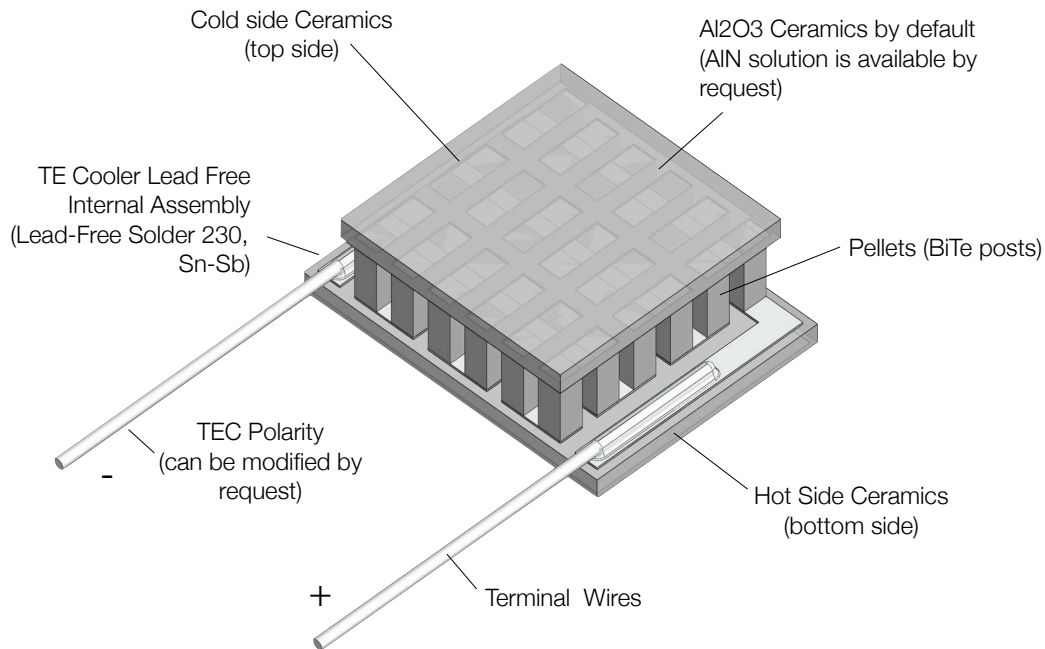 Cold side Ceramics
(top side)
Al2O3 Ceramics by default
(AlN solution is available by
request)
TE Cooler Lead Free
Internal Assembly
(Lead-Free Solder 230,
Sn-Sb)
Pellets (BiTe posts)
TEC Polarity
(can be modified by
request)
-
Hot Side Ceramics
(bottom side)
+
Terminal Wires